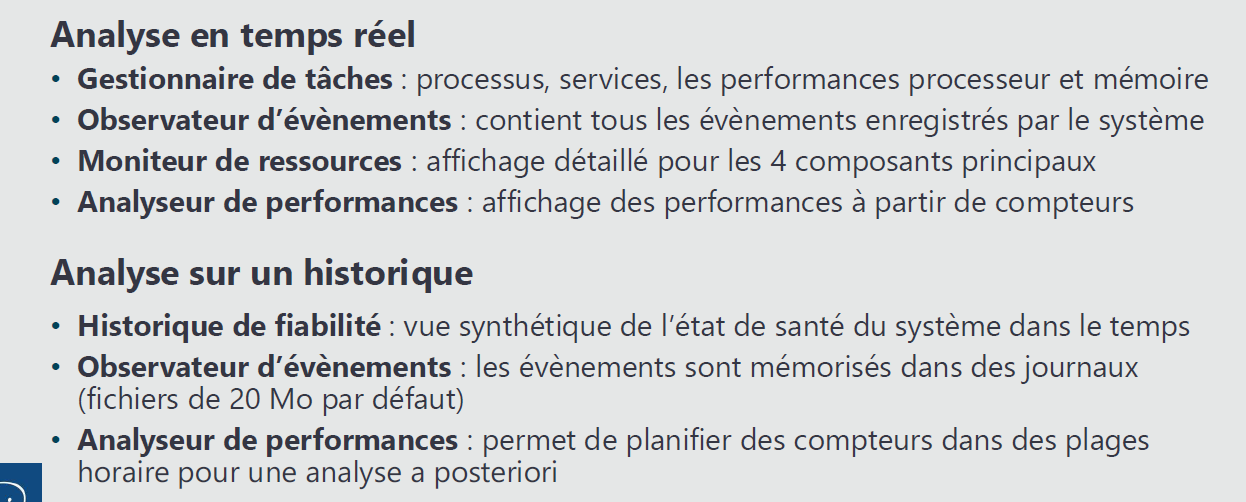 Analyse en temps réel
• Gestionnaire de tâches : processus, services, les performances processeur et mémoire
• Observateur d’évènements : contient tous les évènements enregistrés par le système
• Moniteur de ressources : affichage détaillé pour les 4 composants principaux
• Analyseur de performances : affichage des performances à partir de compteurs
Analyse sur un historique
• Historique de fiabilité : vue synthétique de l’état de santé du système dans le temps
• Observateur d’évènements : les évènements sont mémorisés dans des journaux
(fichiers de 20 Mo par défaut)
• Analyseur de performances : permet de planifier des compteurs dans des plages
horaire pour une analyse a posteriori